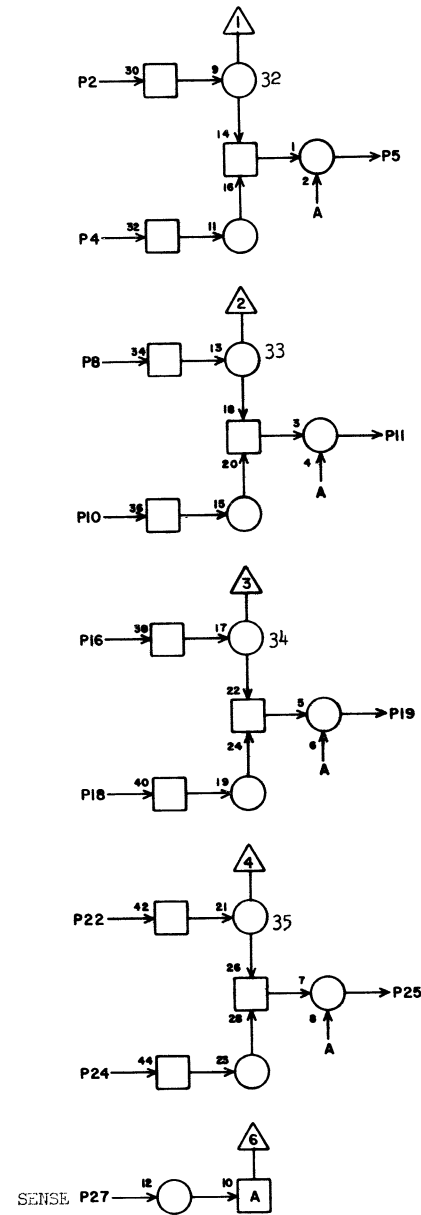 1
P2 30 9 32
14 1 P5
16 2
A
P4 32 11
2
P8 34 13 33
18 3 P11
20 4
A
P10 36 15
3
P16 38 17 34
22 5 P19
24 6
A
P18 40 19
4
P22 42 21 35
26 7 P25
28 8
A
P24 44 23
6
SENSE P27 12 10 A